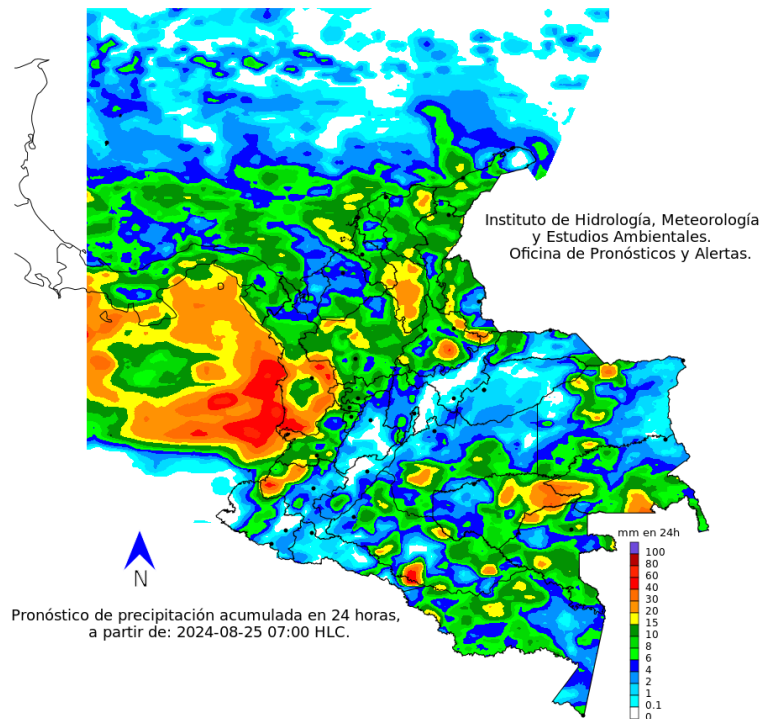 Instituto de Hidrología, Meteorología
y Estudios Ambientales.
Oficina de Pronósticos y Alertas.
mm en 24h
100
80
60
40
30
20
15
10
8
6
4
2
1
0.1
0
N
Pronóstico de precipitación acumulada en 24 horas,
a partir de: 2024-08-25 07:00 HLC.